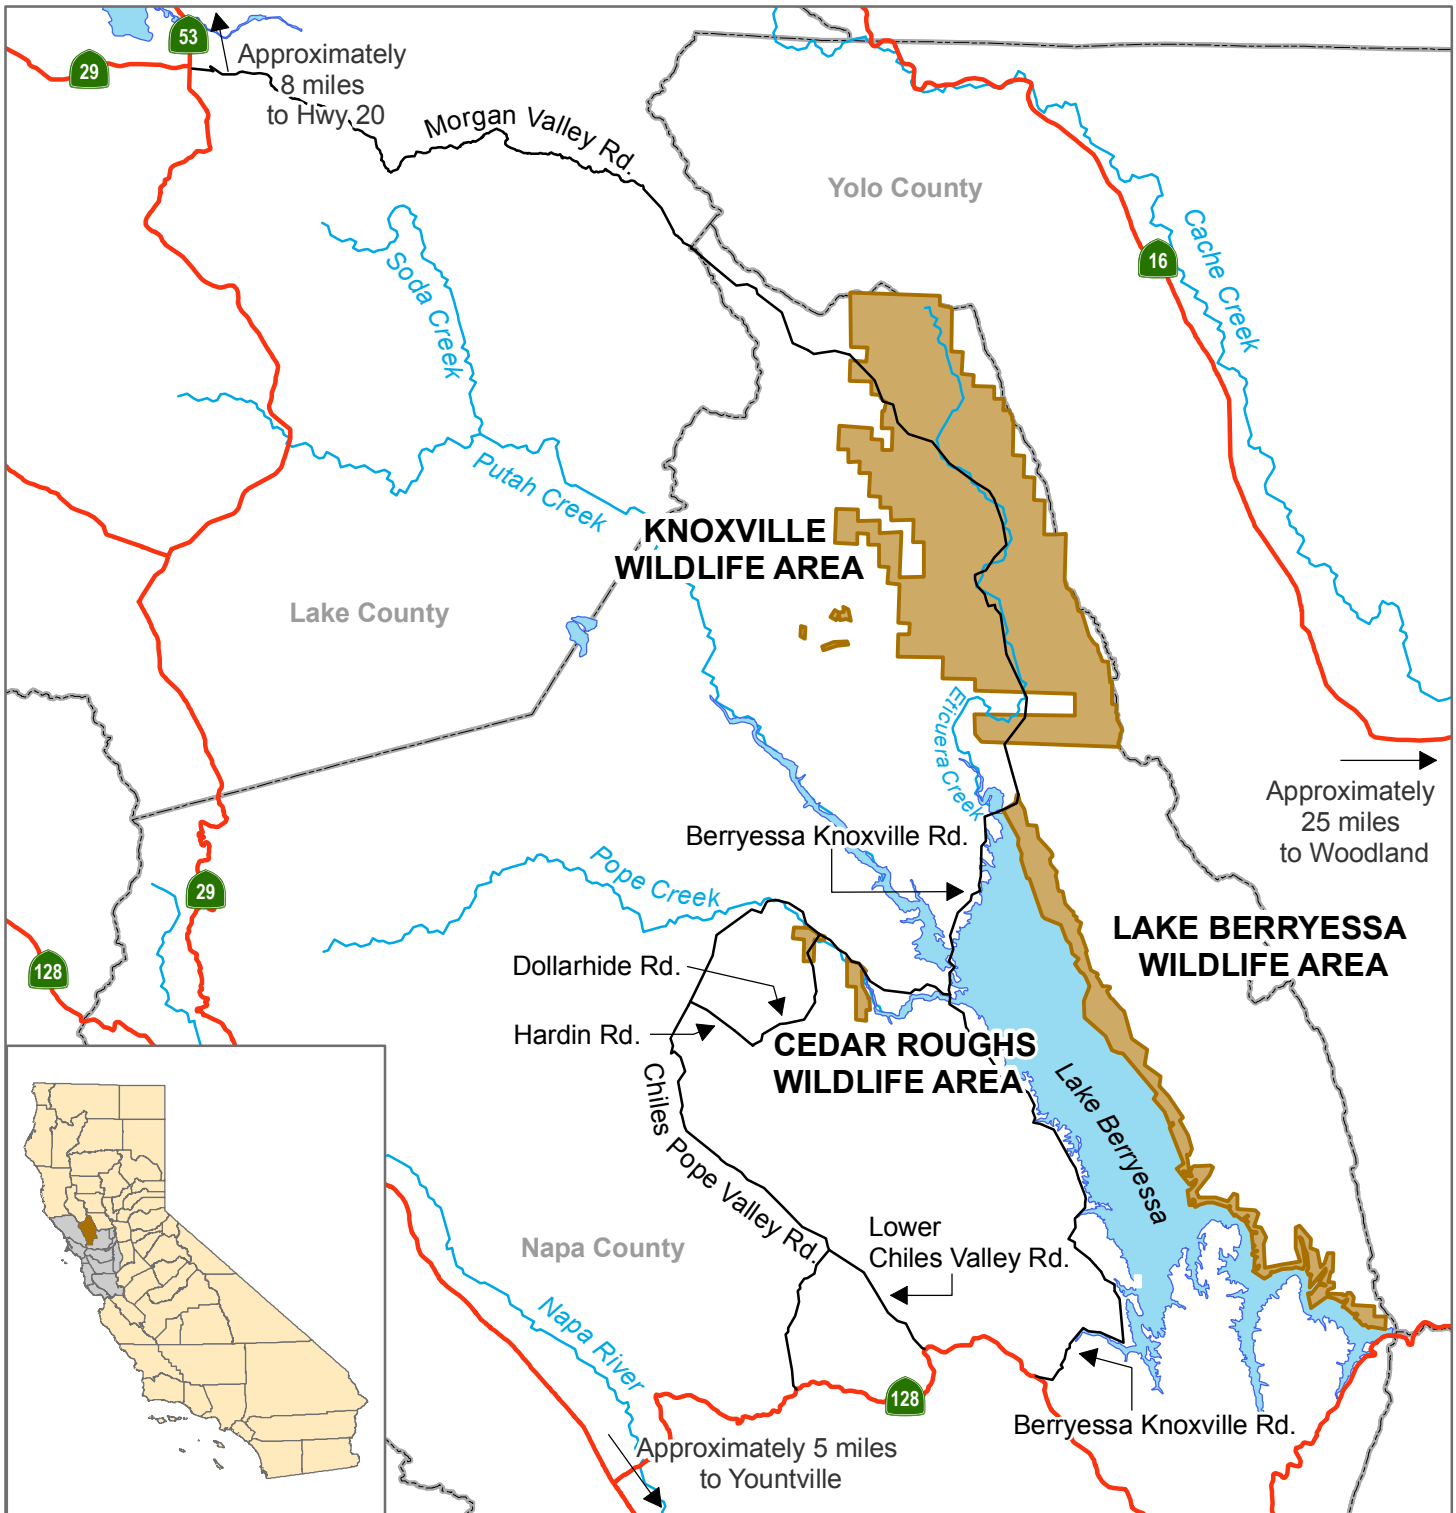 53
29
Approximately
8 miles
to Hwy 20
Morgan Valley Rd.
Yolo County
Cache Creek
16
Soda Creek
Putah Creek
KNOXVILLE
WILDLIFE AREA
Lake County
Eticuera Creek
Approximately
25 miles
to Woodland
Berryessa Knoxville Rd.
Pope Creek
29
128
LAKE BERRYESSA
WILDLIFE AREA
Dollarhide Rd.
Hardin Rd.
CEDAR ROUGHS
WILDLIFE AREA
Chiles Pope Valley Rd.
Lake Berryessa
Lower
Chiles Valley Rd.
Napa County
Napa River
128
Berryessa Knoxville Rd.
Approximately 5 miles
to Yountville